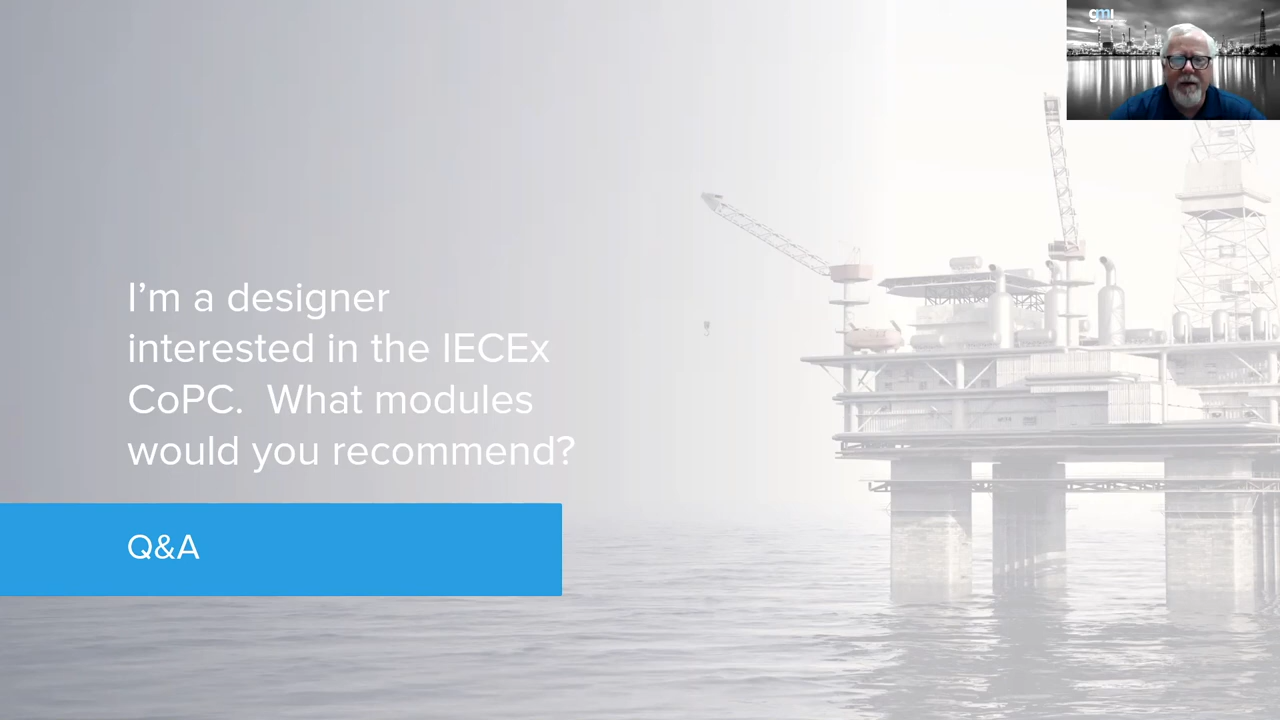 gmi
I’m a designer
interested in the IECEx
CoPC.  What modules
would you recommend?
Q&A